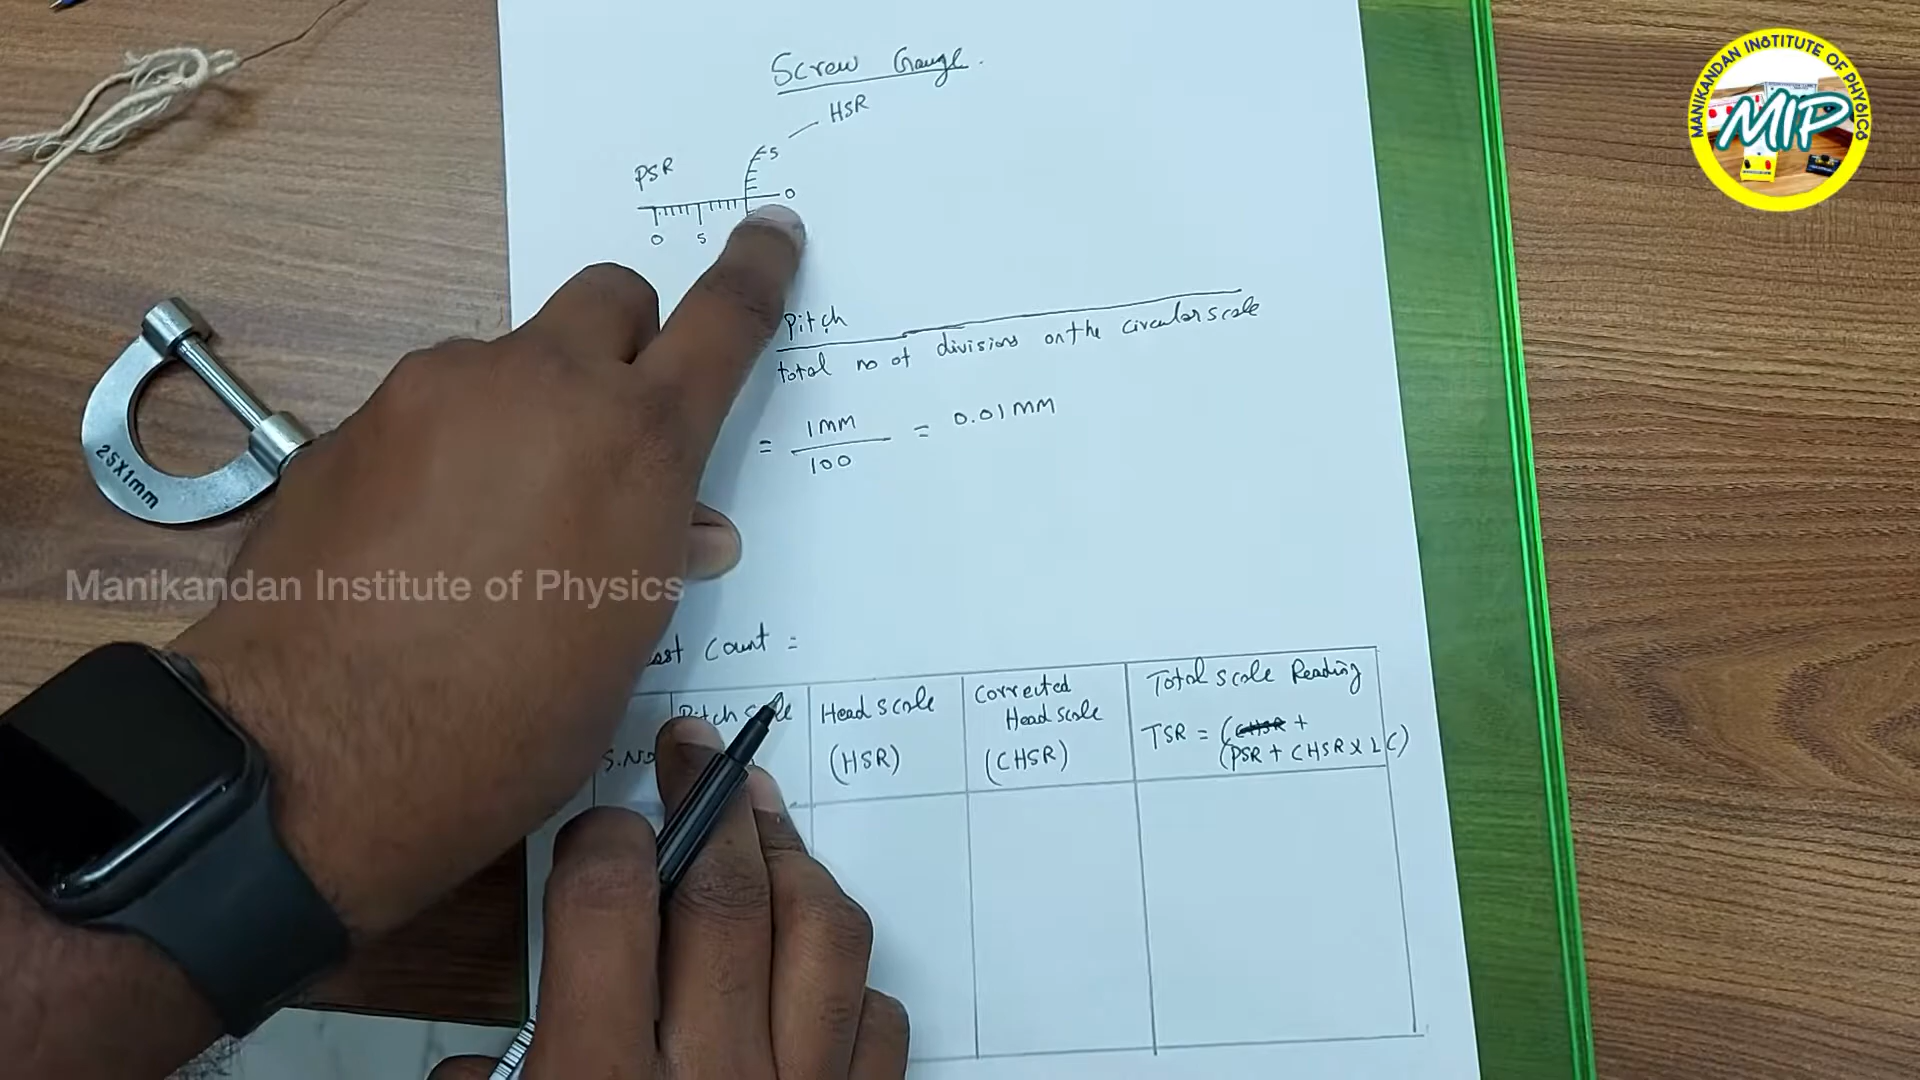 Screw Gauge.
HSR
PSR
5
0
0 5
Pitch
total no of divisions on the circular scale
= 1MM = 0.01MM
100
25X1mm
Manikandan Institute of Physics
Count =
Pitch scale
Head scale
(HSR)
Corrected
Head scale
(CHSR)
Total scale Reading
TSR = (CHSR +
(PSR + CHSR X LC)
S.No
MANIKANDAN INSTITUTE OF PHYSICS
MIP